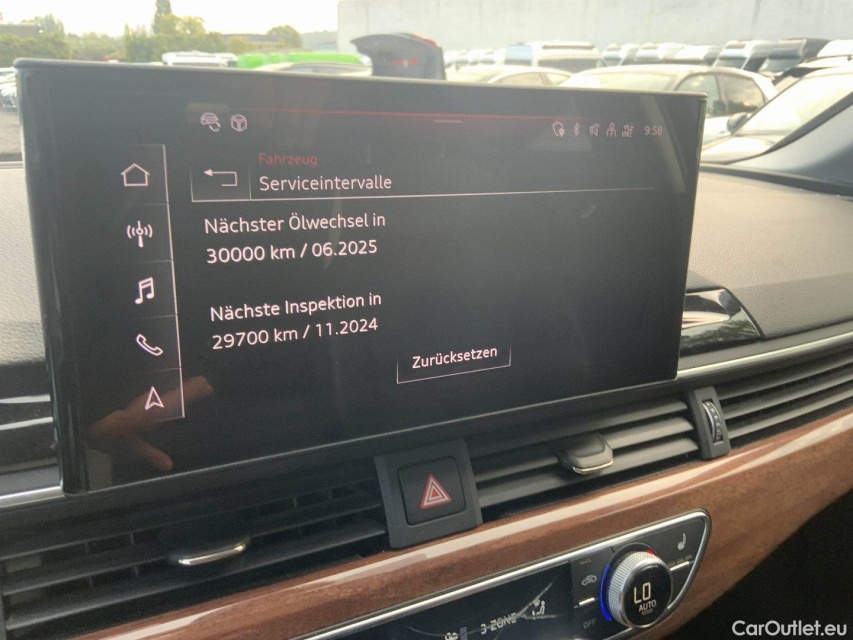 9:58
Fahrzeug
Serviceintervalle
Nächster Ölwechsel in
30000 km / 06.2025
Nächste Inspektion in
29700 km / 11.2024
Zurücksetzen
LO
AUTO
3-ZONE
OFF
CarOutlet.eu